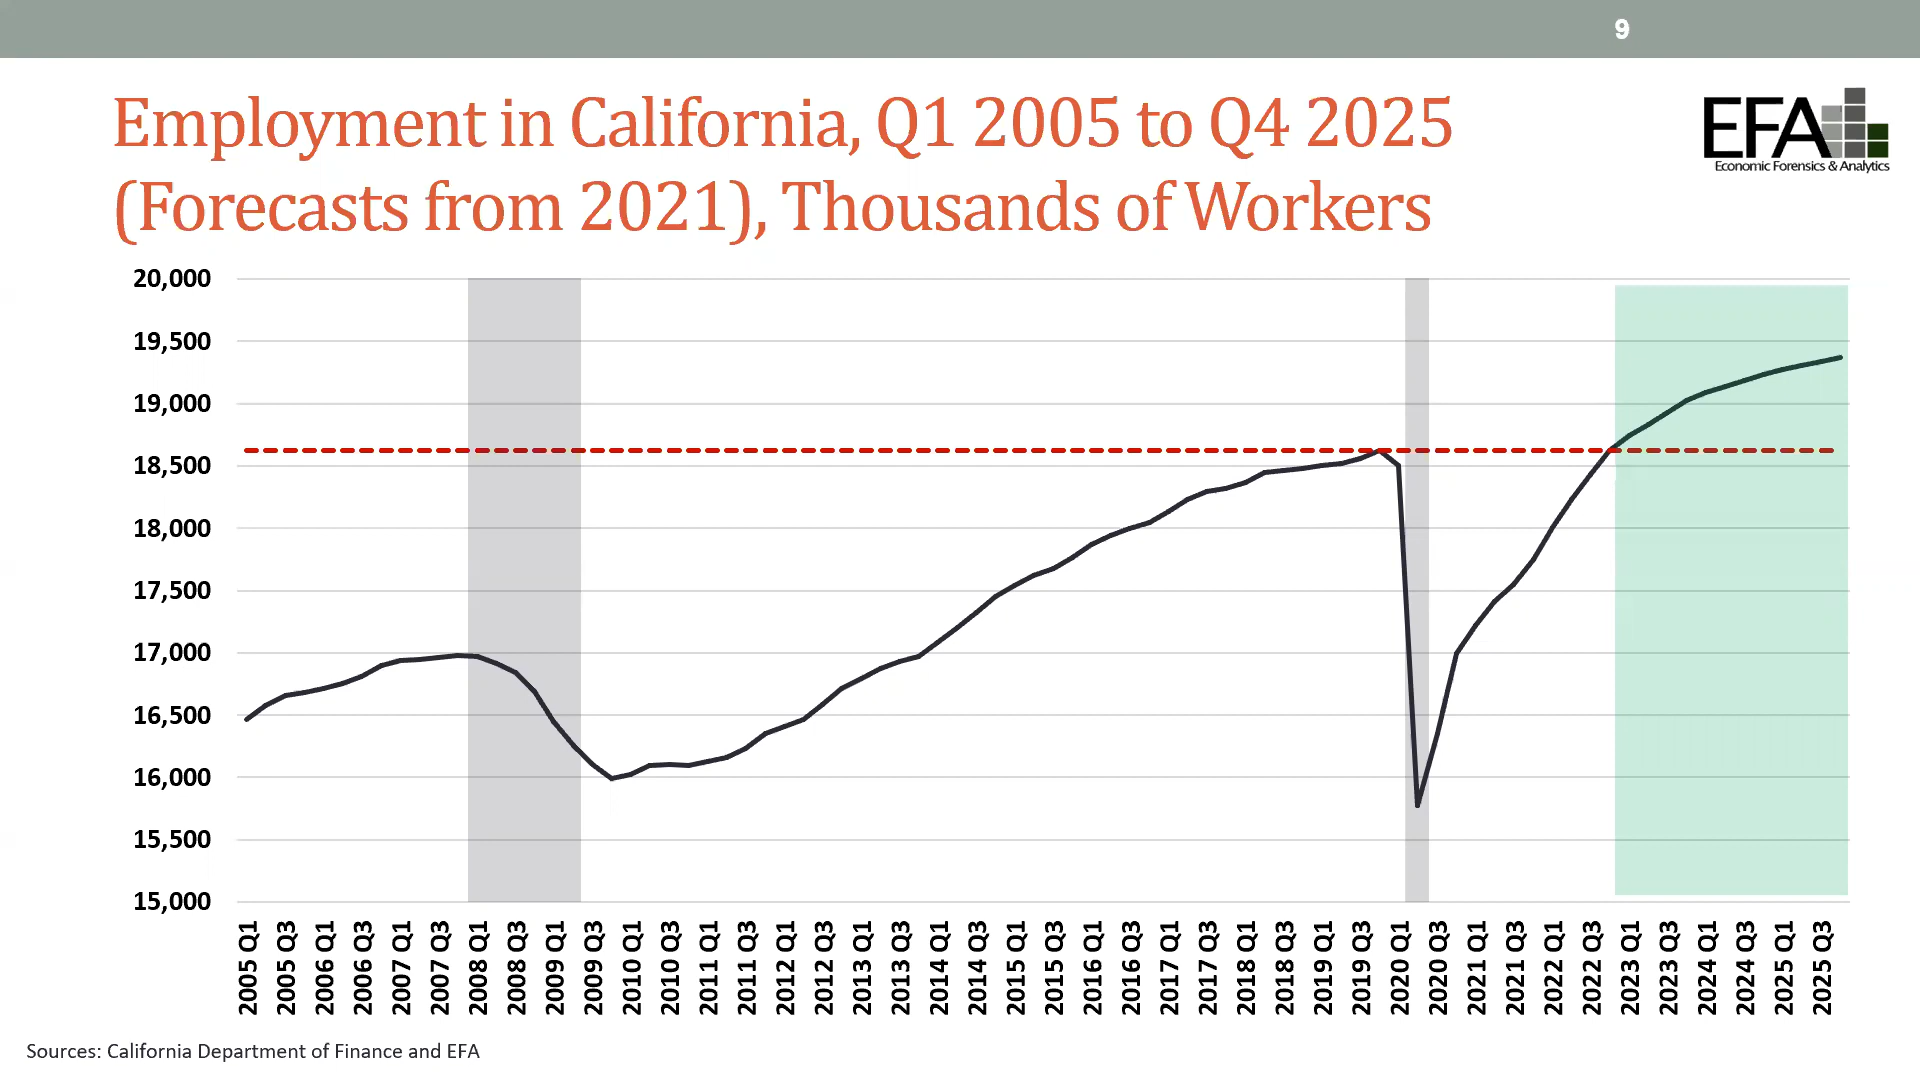 9
Employment in California, Q1 2005 to Q4 2025
(Forecasts from 2021), Thousands of Workers
EFA
Economic Forensics & Analytics
20,000
19,500
19,000
18,500
18,000
17,500
17,000
16,500
16,000
15,500
15,000
2005 Q1
2005 Q3
2006 Q1
2006 Q3
2007 Q1
2007 Q3
2008 Q1
2008 Q3
2009 Q1
2009 Q3
2010 Q1
2010 Q3
2011 Q1
2011 Q3
2012 Q1
2012 Q3
2013 Q1
2013 Q3
2014 Q1
2014 Q3
2015 Q1
2015 Q3
2016 Q1
2016 Q3
2017 Q1
2017 Q3
2018 Q1
2018 Q3
2019 Q1
2019 Q3
2020 Q1
2020 Q3
2021 Q1
2021 Q3
2022 Q1
2022 Q3
2023 Q1
2023 Q3
2024 Q1
2024 Q3
2025 Q1
2025 Q3
Sources: California Department of Finance and EFA